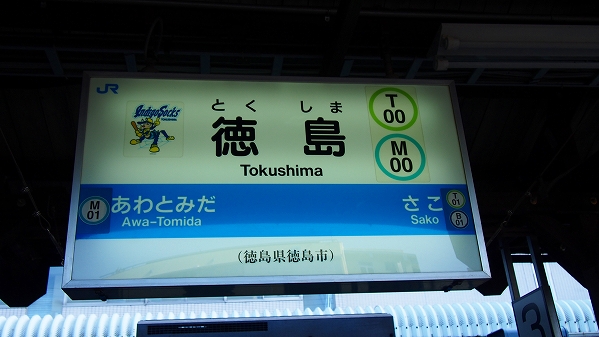 JR
IndigoSocks
とくしま
徳島
Tokushima
T
00
M
00
M
01
あわとみだ
Awa-Tomida
さこ
Sako
T
01
B
01
(徳島県徳島市)
3